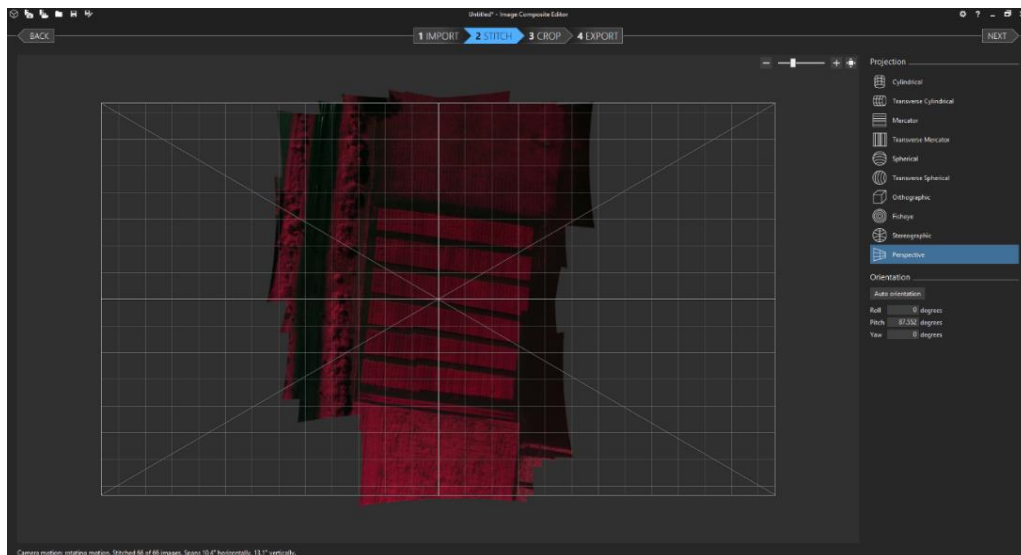 Untitled* - Image Composite Editor
?
BACK
1 IMPORT
2 STITCH
3 CROP
4 EXPORT
NEXT
Projection
Cylindrical
Transverse Cylindrical
Mercator
Transverse Mercator
Spherical
Transverse Spherical
Orthographic
Fisheye
Stereographic
Perspective
Orientation
Auto orientation
Roll 0 degrees
Pitch 87.552 degrees
Yaw 0 degrees
Camera motion: rotating motion. Stitched 66 of 66 images. Spans 10.4° horizontally, 13.1° vertically.